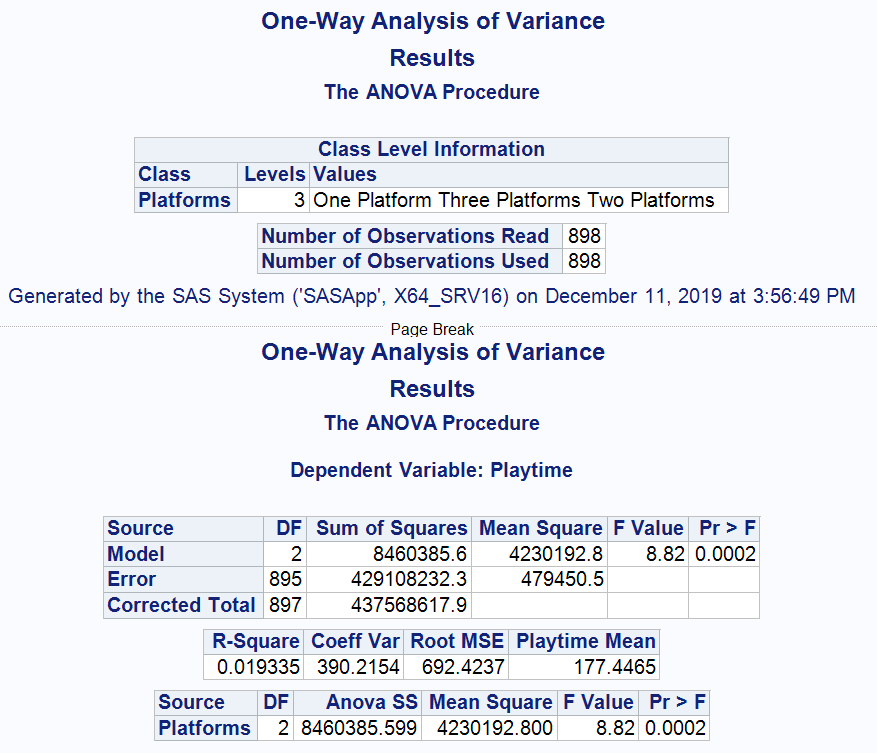 One-Way Analysis of Variance
Results
The ANOVA Procedure
Class Level Information
Class Levels Values
Platforms 3 One Platform Three Platforms Two Platforms
Number of Observations Read 898
Number of Observations Used 898
Generated by the SAS System ('SASApp', X64_SRV16) on December 11, 2019 at 3:56:49 PM
Page Break
One-Way Analysis of Variance
Results
The ANOVA Procedure
Dependent Variable: Playtime
Source DF Sum of Squares Mean Square F Value Pr > F
Model 2 8460385.6 4230192.8 8.82 0.0002
Error 895 429108232.3 479450.5
Corrected Total 897 437568617.9
R-Square Coeff Var Root MSE Playtime Mean
0.019335 390.2154 692.4237 177.4465
Source DF Anova SS Mean Square F Value Pr > F
Platforms 2 8460385.599 4230192.800 8.82 0.0002